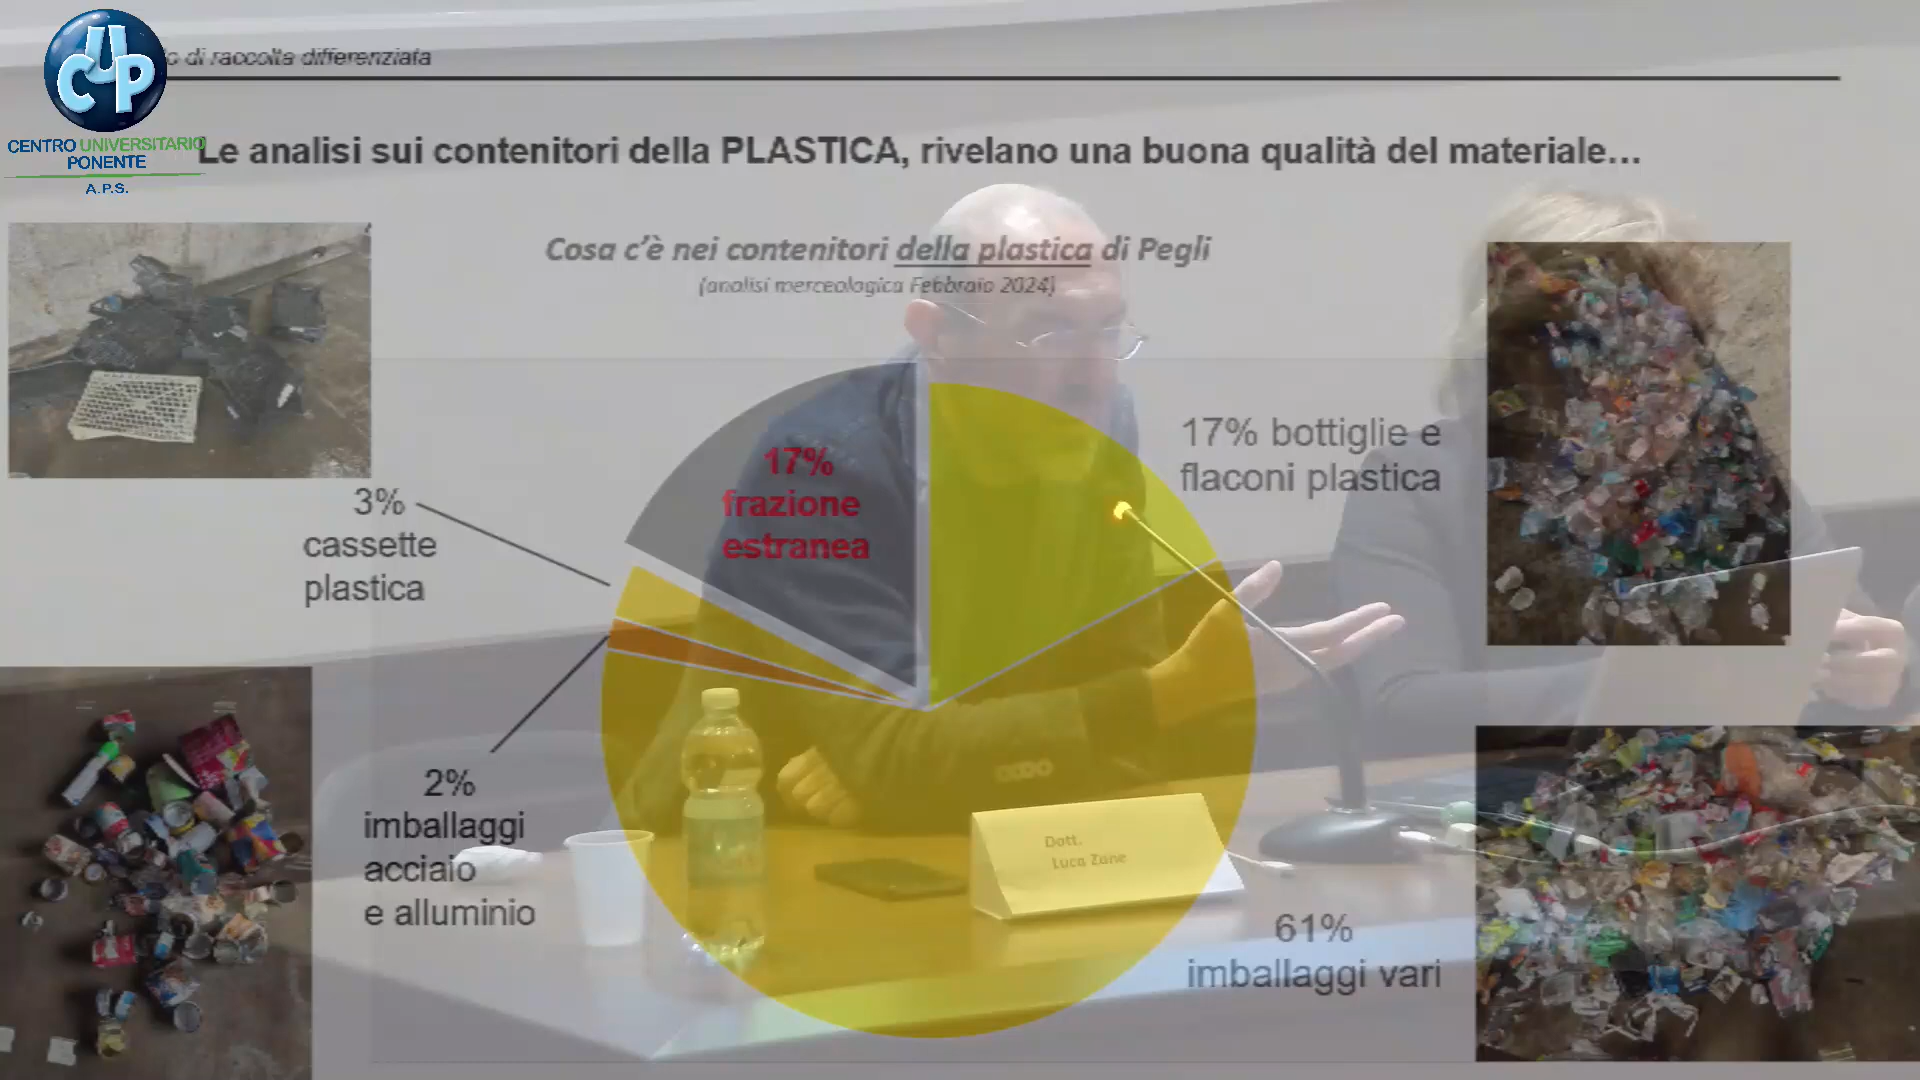 di raccolta differenziata
CUP
CENTRO UNIVERSITARIO
PONENTE
A.P.S.
Le analisi sui contenitori della PLASTICA, rivelano una buona qualità del materiale...
Cosa c'è nei contenitori della plastica di Pegli
(analisi merceologica Febbraio 2024)
17% bottiglie e
flaconi plastica
17%
frazione
estranea
3%
cassette
plastica
2%
imballaggi
acciaio
e alluminio
Dott.
Luca Zane
61%
imballaggi vari